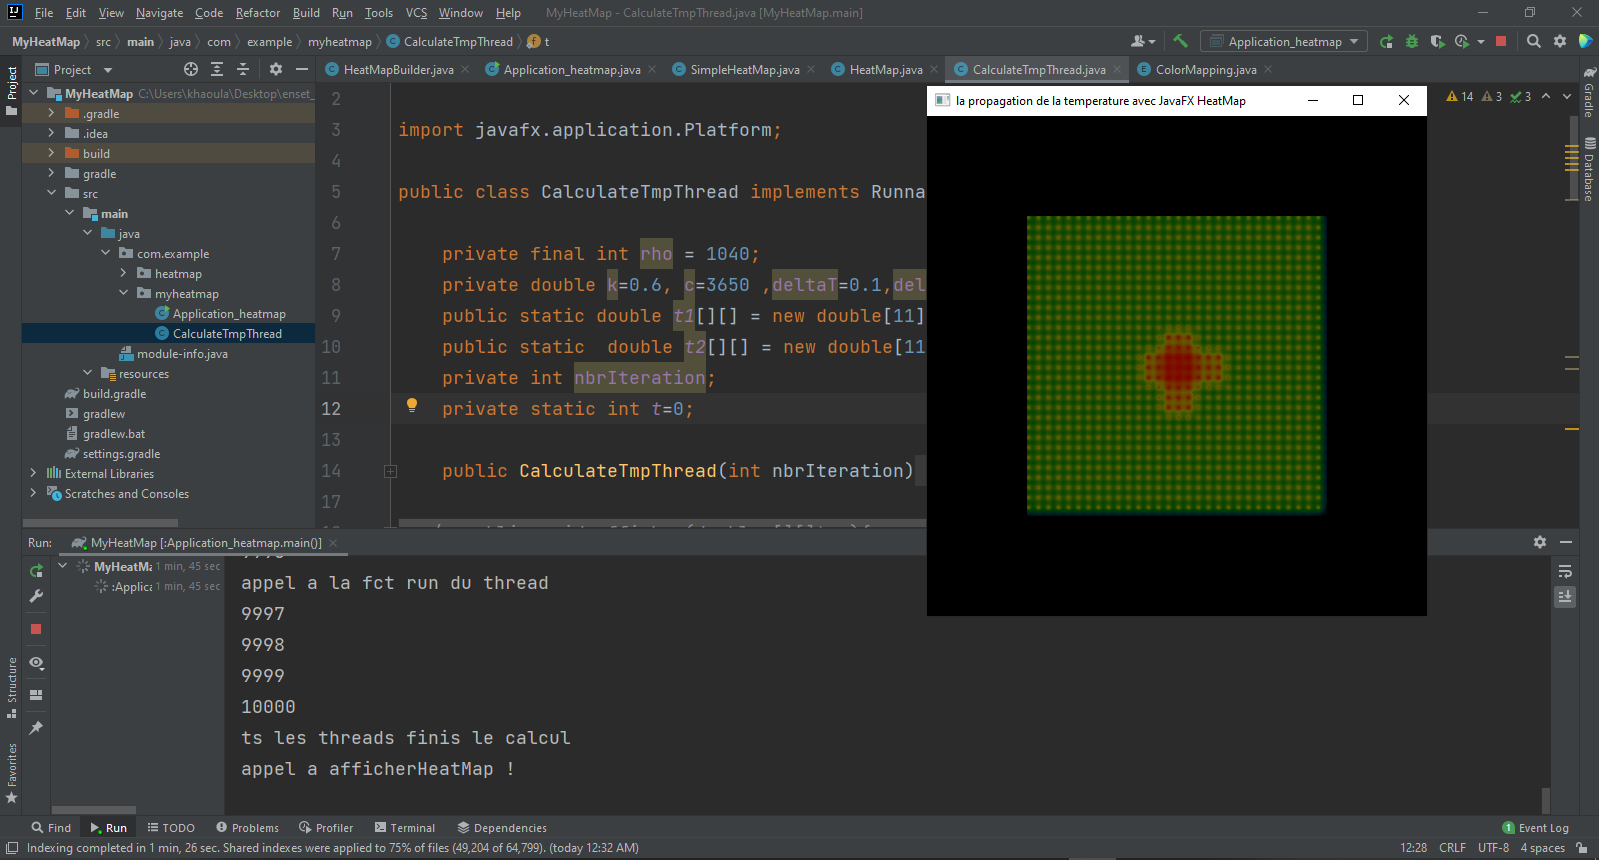 File Edit View Navigate Code Refactor Build Run Tools VCS Window Help MyHeatMap - CalculateTmpThread.java [MyHeatMap.main]
MyHeatMap src main java com example myheatmap CalculateTmpThread t
Application_heatmap
Project
HeatMapBuilder.java Application_heatmap.java SimpleHeatMap.java HeatMap.java CalculateTmpThread.java ColorMapping.java
Project
MyHeatMap C:\Users\khaoula\Desktop\enset_
.gradle
.idea
build
gradle
src
main
java
com.example
heatmap
myheatmap
Application_heatmap
CalculateTmpThread
module-info.java
resources
build.gradle
gradlew
gradlew.bat
settings.gradle
External Libraries
Scratches and Consoles
Structure
Favorites
2
3 import javafx.application.Platform;
4
5 public class CalculateTmpThread implements Runna
6
7 private final int rho = 1040;
8 private double k=0.6, c=3650 ,deltaT=0.1,del
9 public static double t1[][] = new double[11]
10 public static double t2[][] = new double[11
11 private int nbrIteration;
12 private static int t=0;
13
14 public CalculateTmpThread(int nbrIteration)
17
la propagation de la temperature avec JavaFX HeatMap
14 3 3
Gradle
Database
Run: MyHeatMap [:Application_heatmap.main()]
MyHeatMa 1 min, 45 sec
:Applica 1 min, 45 sec
appel a la fct run du thread
9997
9998
9999
10000
ts les threads finis le calcul
appel a afficherHeatMap !
Find Run TODO Problems Profiler Terminal Dependencies
1 Event Log
Indexing completed in 1 min, 26 sec. Shared indexes were applied to 75% of files (49,204 of 64,799). (today 12:32 AM)
12:28 CRLF UTF-8 4 spaces